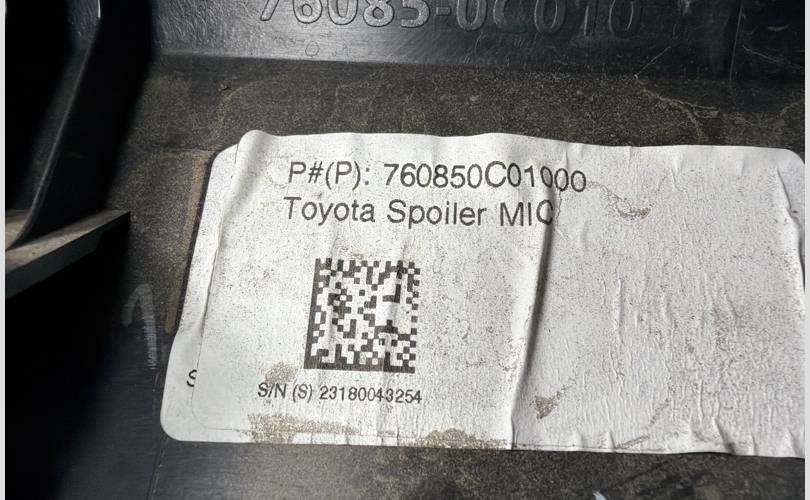 76085-0C010
P#(P): 760850C01000
Toyota Spoiler MIC
S
S/N (S) 23180043254